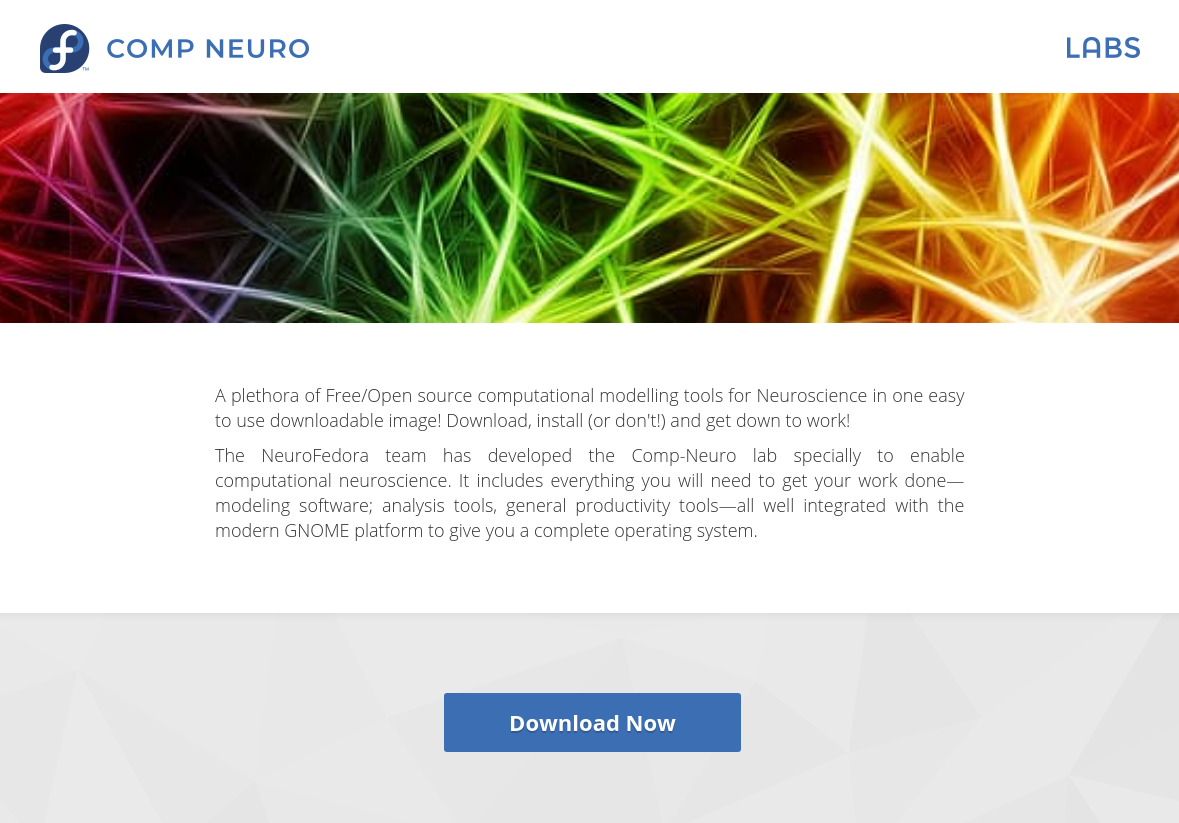 COMP NEURO
LABS
A plethora of Free/Open source computational modelling tools for Neuroscience in one easy
to use downloadable image! Download, install (or don't!) and get down to work!
The NeuroFedora team has developed the Comp-Neuro lab specially to enable
computational neuroscience. It includes everything you will need to get your work done—
modeling software; analysis tools, general productivity tools—all well integrated with the
modern GNOME platform to give you a complete operating system.
Download Now